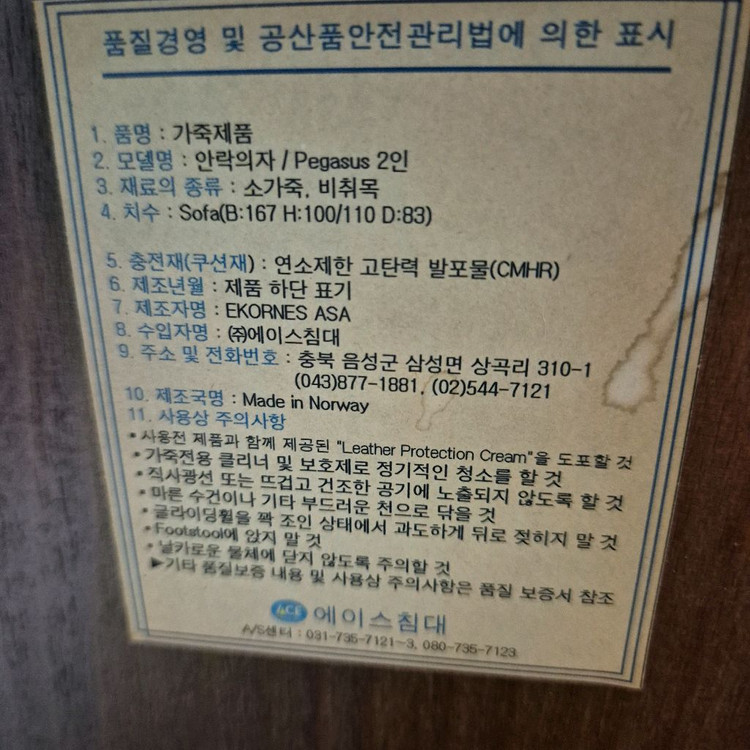 품질경영 및 공산품안전관리법에 의한 표시
1. 품명 : 가죽제품
2. 모델명 : 안락의자 / Pegasus 2인
3. 재료의 종류 : 소가죽, 비취목
4. 치수 : Sofa(B:167 H:100/110 D:83)
5. 충전재(쿠션재) : 연소제한 고탄력 발포물(CMHR)
6. 제조년월 : 제품 하단 표기
7. 제조자명 : EKORNES ASA
8. 수입자명 : ㈜에이스침대
9. 주소 및 전화번호 : 충북 음성군 삼성면 상곡리 310-1
(043)877-1881, (02)544-7121
10. 제조국명 : Made in Norway
11. 사용상 주의사항
• 사용전 제품과 함께 제공된 "Leather Protection Cream"을 도포할 것
• 가죽전용 클리너 및 보호제로 정기적인 청소를 할 것
• 직사광선 또는 뜨겁고 건조한 공기에 노출되지 않도록 할 것
• 마른 수건이나 기타 부드러운 천으로 닦을 것
• 글라이딩휠을 꽉 조인 상태에서 과도하게 뒤로 젖히지 말 것
• Footstool에 앉지 말 것
• 날카로운 물체에 닫지 않도록 주의할 것
▶기타 품질보증 내용 및 사용상 주의사항은 품질 보증서 참조
ACE 에이스침대
A/S센터 : 031-735-7121~3, 080-735-7123